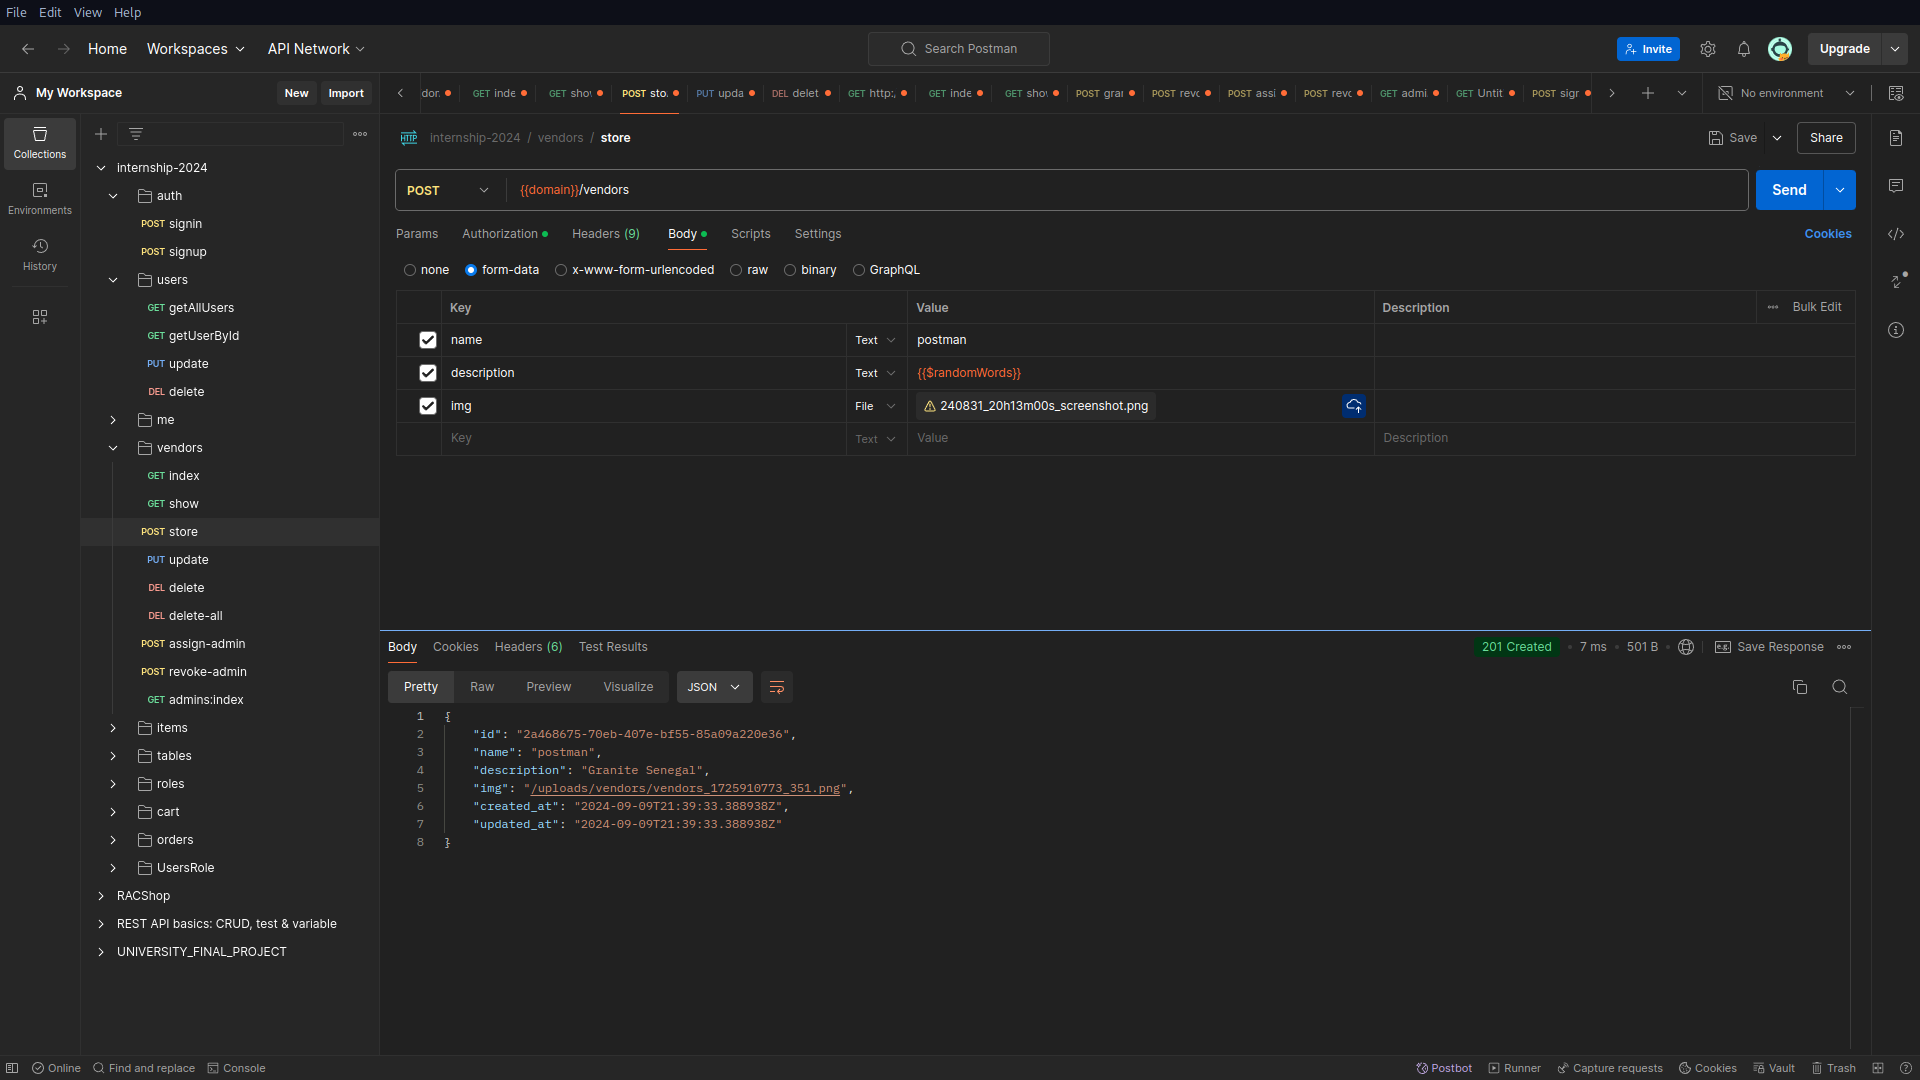 File Edit View Help
Home Workspaces API Network Search Postman Invite Upgrade
My Workspace New Import
dor. GET inde GET sho POST sto. PUT upda DEL delet GET http:, GET inde GET sho POST gra POST revo POST assi POST revo GET admi GET Untit POST sigr No environment
Collections
Environments
History
internship-2024
auth
POST signin
POST signup
users
GET getAllUsers
GET getUserById
PUT update
DEL delete
me
vendors
GET index
GET show
POST store
PUT update
DEL delete
DEL delete-all
POST assign-admin
POST revoke-admin
GET admins:index
items
tables
roles
cart
orders
UsersRole
RACShop
REST API basics: CRUD, test & variable
UNIVERSITY_FINAL_PROJECT
HTTP internship-2024 / vendors / store Save Share
POST {{domain}}/vendors Send
Params Authorization Headers (9) Body Scripts Settings Cookies
none form-data x-www-form-urlencoded raw binary GraphQL
Key Value Description Bulk Edit
name Text postman
description Text {{$randomWords}}
img File 240831_20h13m00s_screenshot.png
Key Text Value Description
Body Cookies Headers (6) Test Results 201 Created 7 ms 501 B e.g. Save Response
Pretty Raw Preview Visualize JSON
1 {
2 "id": "2a468675-70eb-407e-bf55-85a09a220e36",
3 "name": "postman",
4 "description": "Granite Senegal",
5 "img": "/uploads/vendors/vendors_1725910773_351.png",
6 "created_at": "2024-09-09T21:39:33.388938Z",
7 "updated_at": "2024-09-09T21:39:33.388938Z"
8 }
Online Find and replace Console Postbot Runner Capture requests Cookies Vault Trash